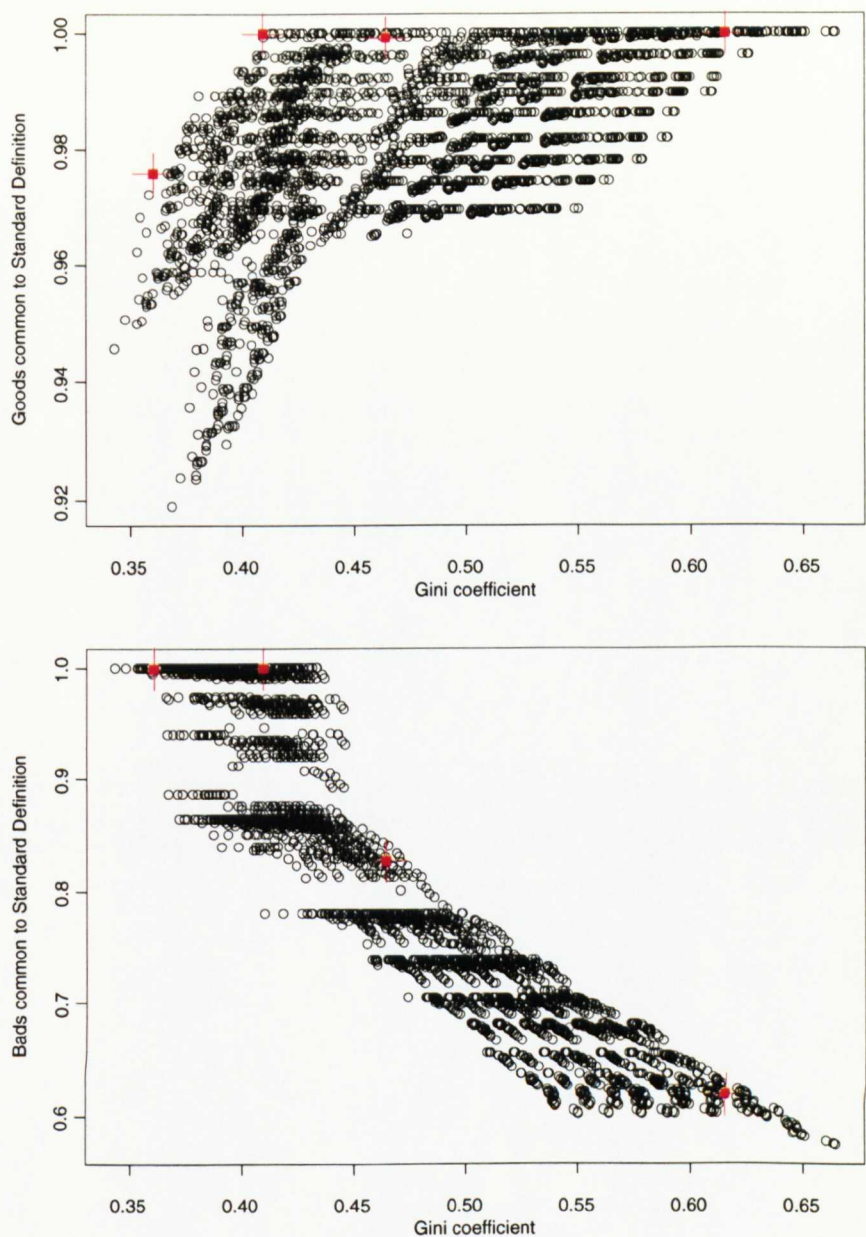 Goods common to Standard Definition
1.00
0.98
0.96
0.94
0.92
0.35 0.40 0.45 0.50 0.55 0.60 0.65
Gini coefficient
Bads common to Standard Definition
1.0
0.9
0.8
0.7
0.6
0.35 0.40 0.45 0.50 0.55 0.60 0.65
Gini coefficient